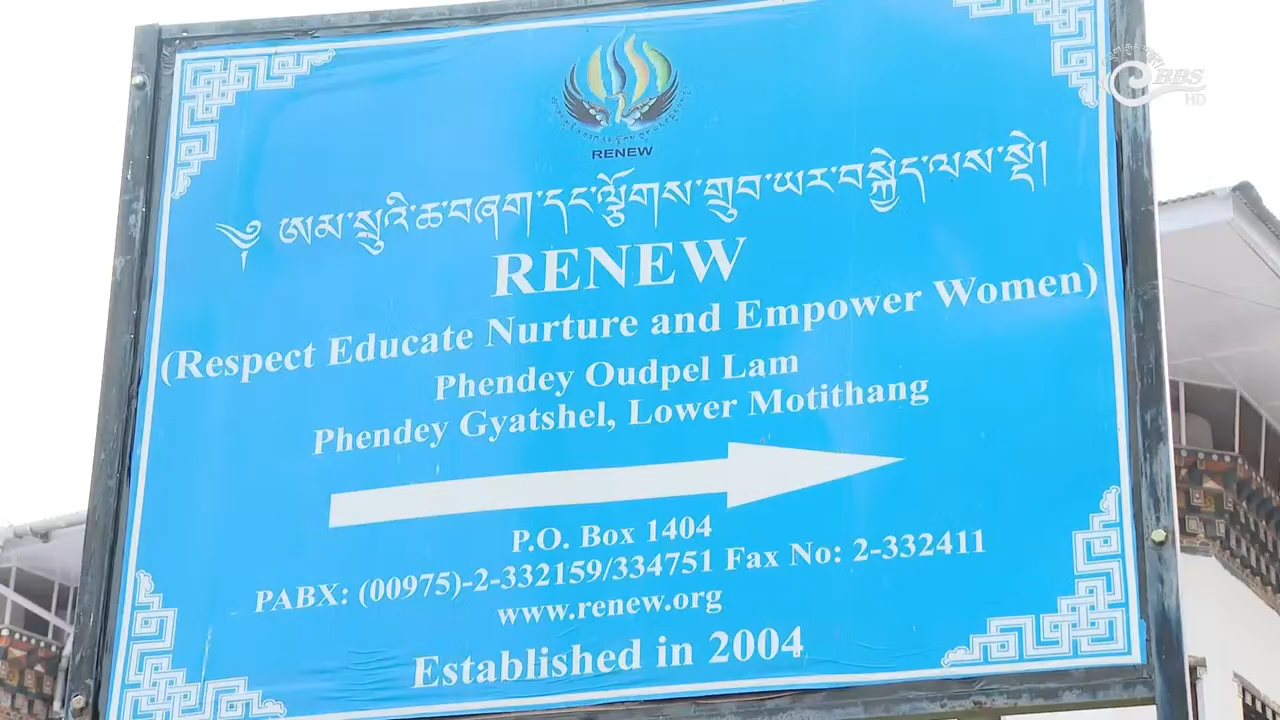 BBS
HD
RENEW
༄ ཨམ་སྲུའི་ཆ་བཞག་དང་ལྟོགས་གྲུབ་ཡར་བསྐྱེད་ལས་སྡེ།
RENEW
(Respect Educate Nurture and Empower Women)
Phendey Oudpel Lam
Phendey Gyatshel, Lower Motithang
P.O. Box 1404
PABX: (00975)-2-332159/334751 Fax No: 2-332411
www.renew.org
Established in 2004